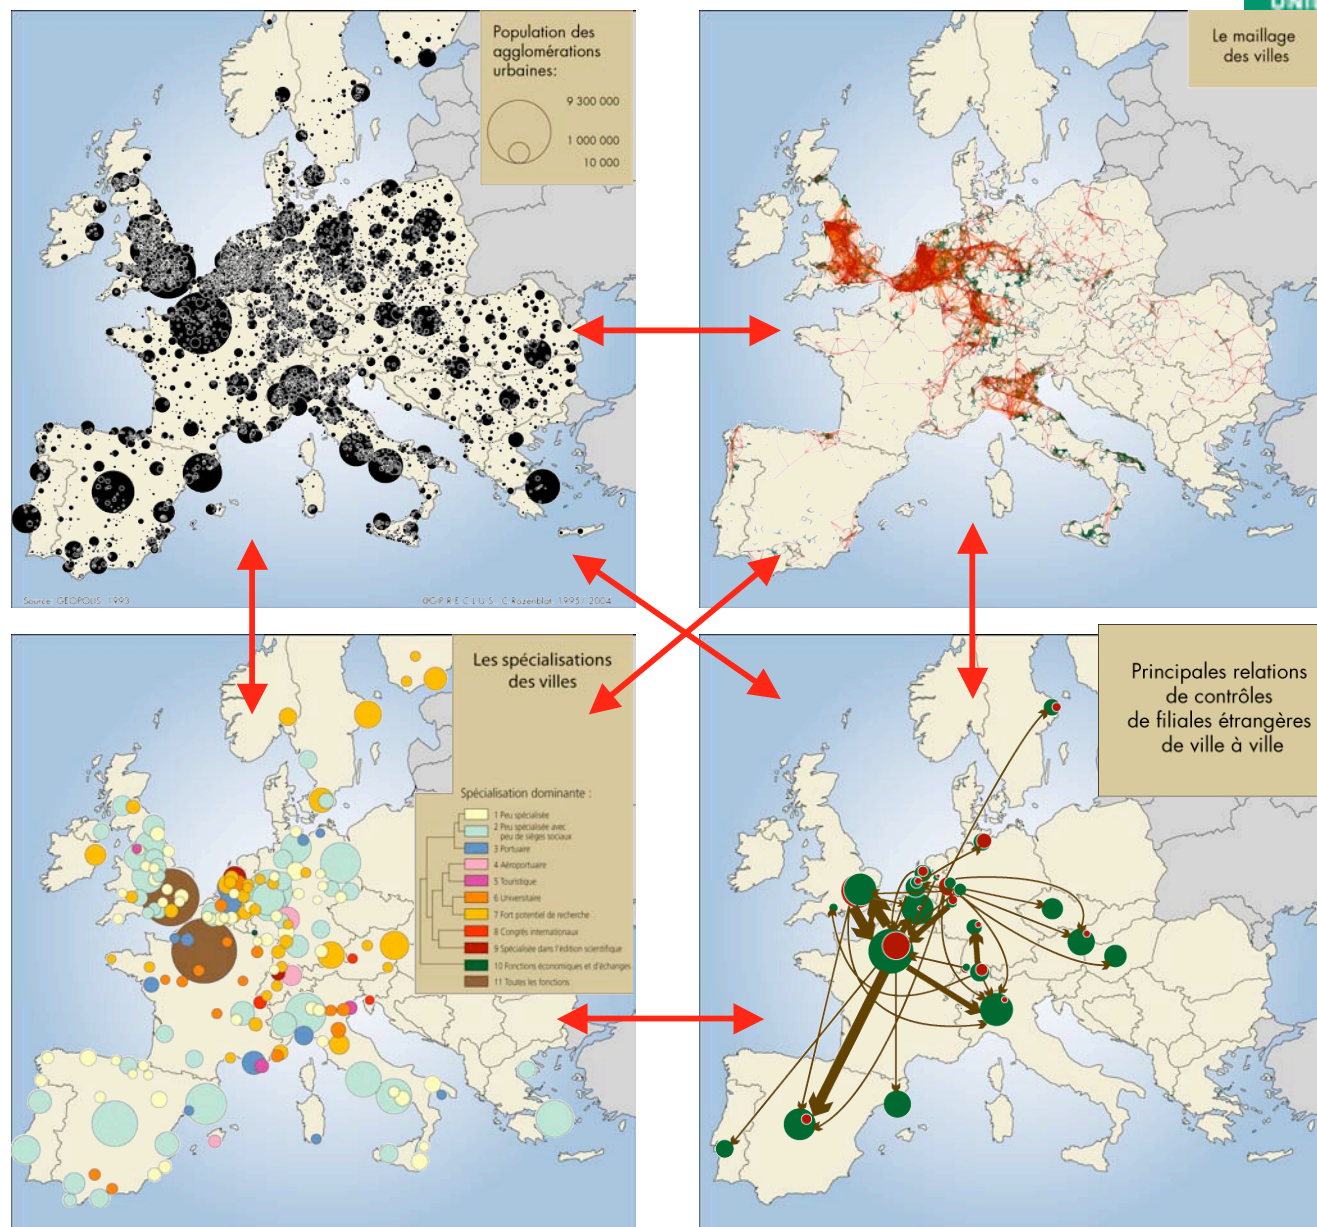 Population des
agglomérations
urbaines:
9 300 000
1 000 000
10 000
Source: GEOPOLIS 1993
Le maillage
des villes
Les spécialisations
des villes
Spécialisation dominante :
1 Peu spécialisée
2 Peu spécialisée avec
peu de sièges sociaux
3 Portuaire
4 Aéroportuaire
5 Touristique
6 Universitaire
7 Fort potentiel de recherche
8 Congrès internationaux
9 Spécialisée dans l'édition scientifique
10 Fonctions économiques et d'échanges
11 Toutes les fonctions
Principales relations
de contrôles
de filiales étrangères
de ville à ville